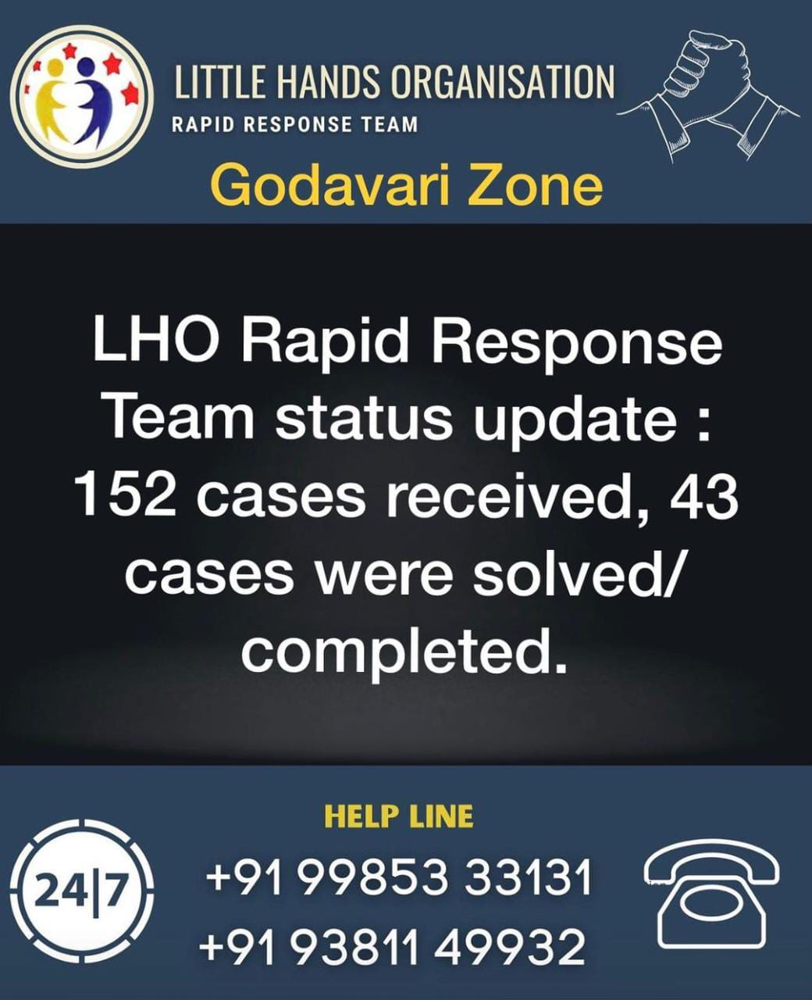 LITTLE HANDS ORGANISATION
RAPID RESPONSE TEAM
Godavari Zone
LHO Rapid Response
Team status update :
152 cases received, 43
cases were solved/
completed.
HELP LINE
24|7
+91 99853 33131
+91 93811 49932